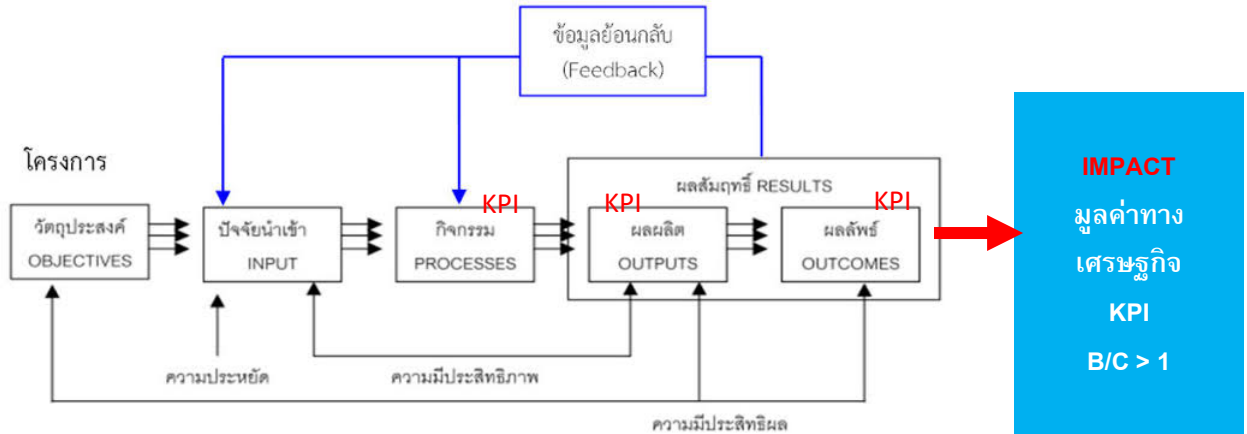 ข้อมูลย้อนกลับ
(Feedback)
โครงการ
วัตถุประสงค์
OBJECTIVES
ปัจจัยนำเข้า
INPUT
KPI
กิจกรรม
PROCESSES
ผลสัมฤทธิ์ RESULTS
KPI
ผลผลิต
OUTPUTS
KPI
ผลลัพธ์
OUTCOMES
ความประหยัด
ความมีประสิทธิภาพ
ความมีประสิทธิผล
IMPACT
มูลค่าทาง
เศรษฐกิจ
KPI
B/C > 1